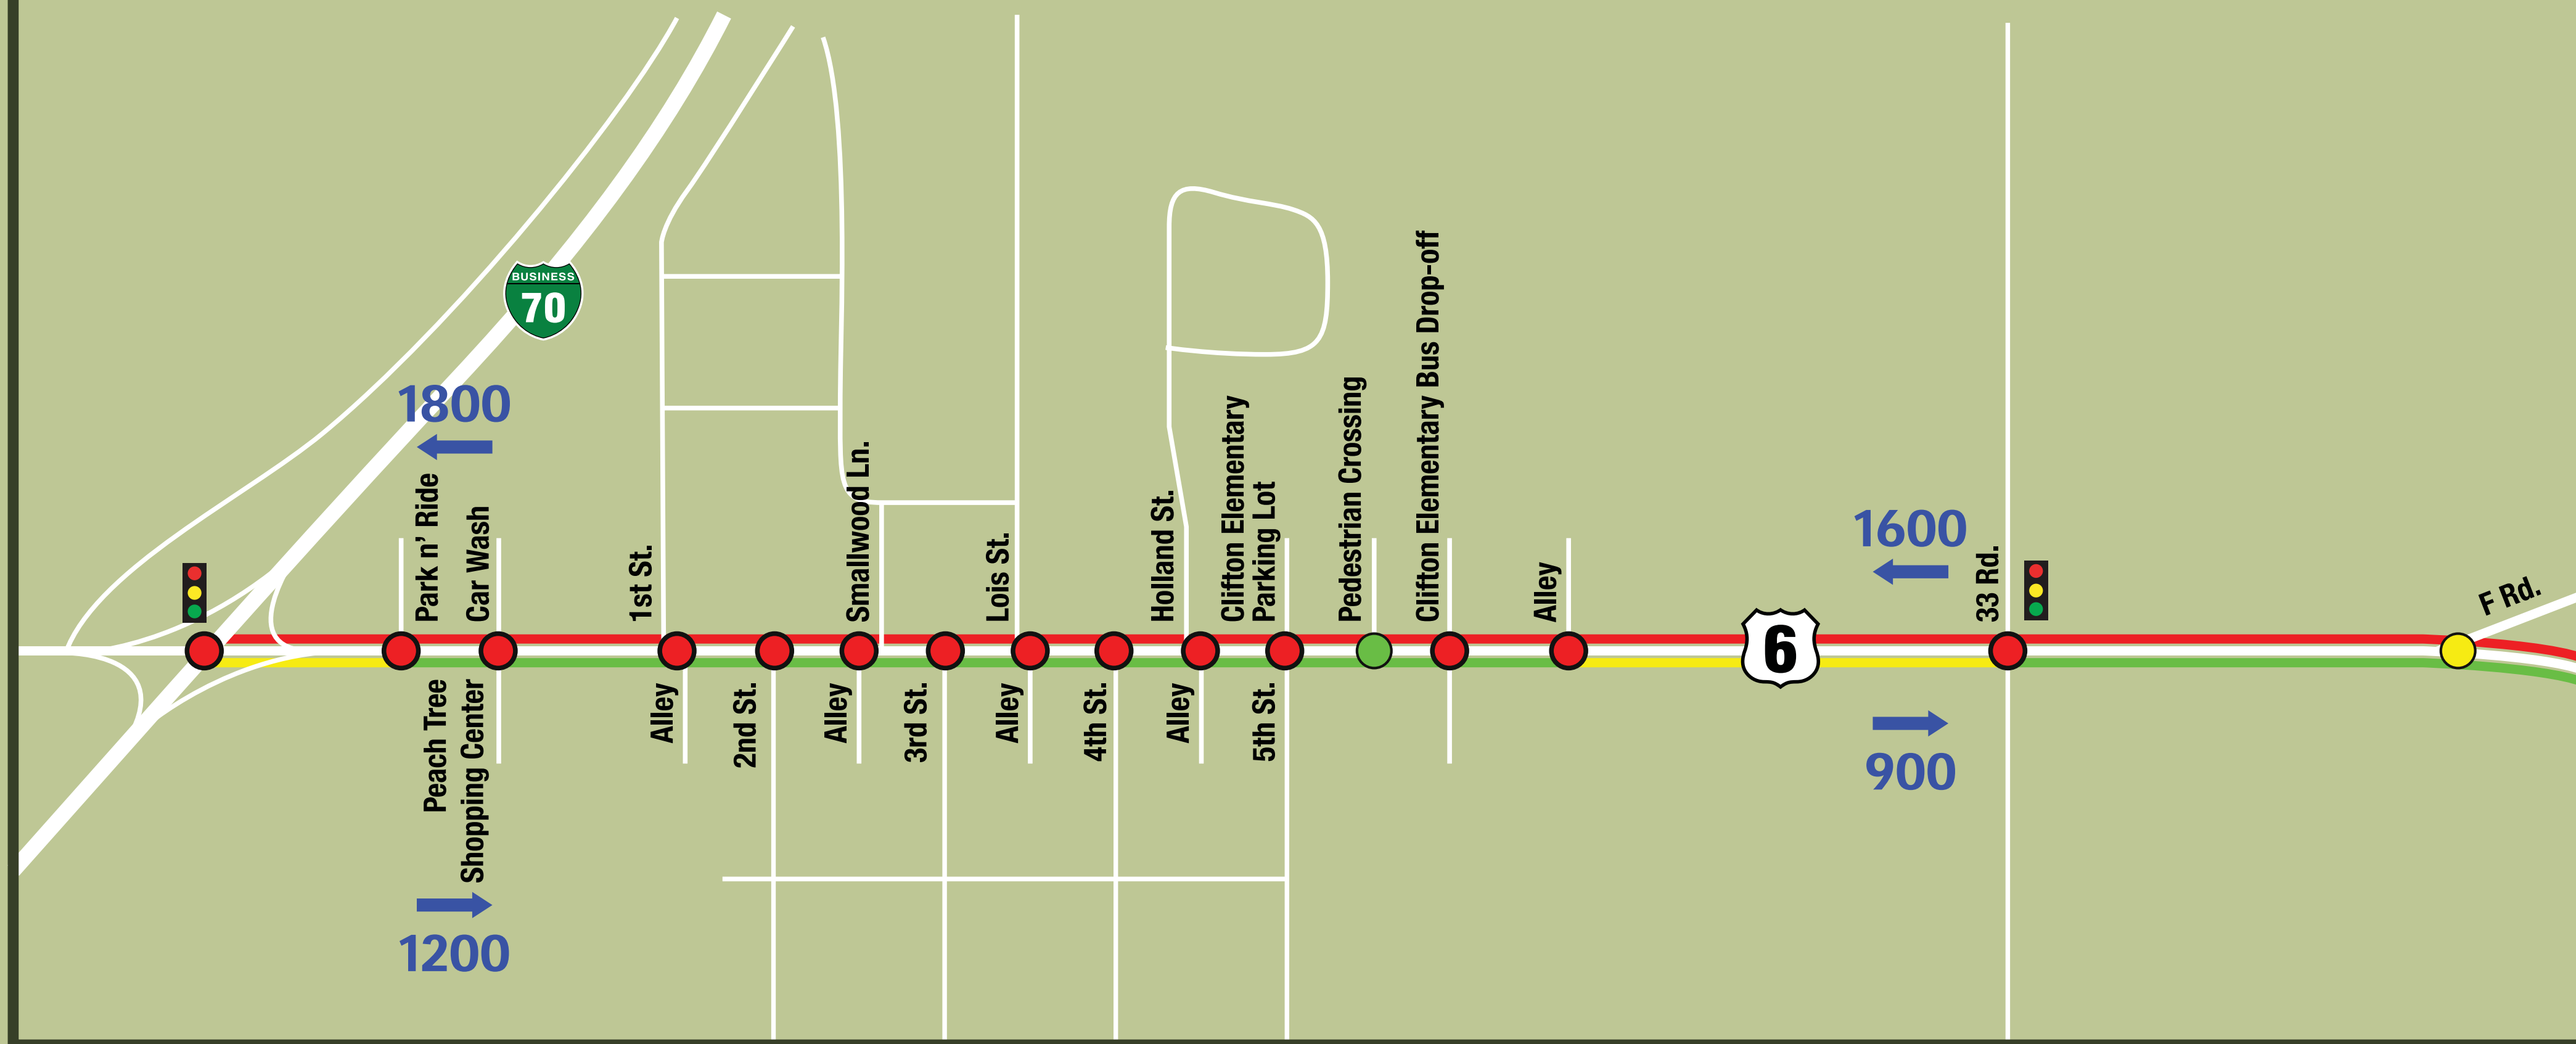 BUSINESS
70
1800
Park n’ Ride
Car Wash
1st St.
Smallwood Ln.
Lois St.
Holland St.
Clifton Elementary
Parking Lot
Pedestrian Crossing
Clifton Elementary Bus Drop-off
Alley
1600
33 Rd.
F Rd.
6
Peach Tree
Shopping Center
Alley
2nd St.
Alley
3rd St.
Alley
4th St.
Alley
5th St.
900
1200